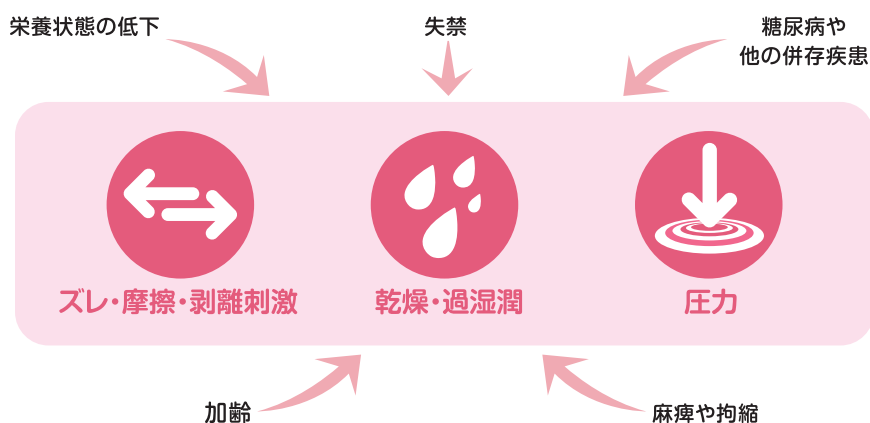 栄養状態の低下
失禁
糖尿病や
他の併存疾患
ズレ・摩擦・剥離刺激
乾燥・過湿潤
圧力
加齢
麻痺や拘縮